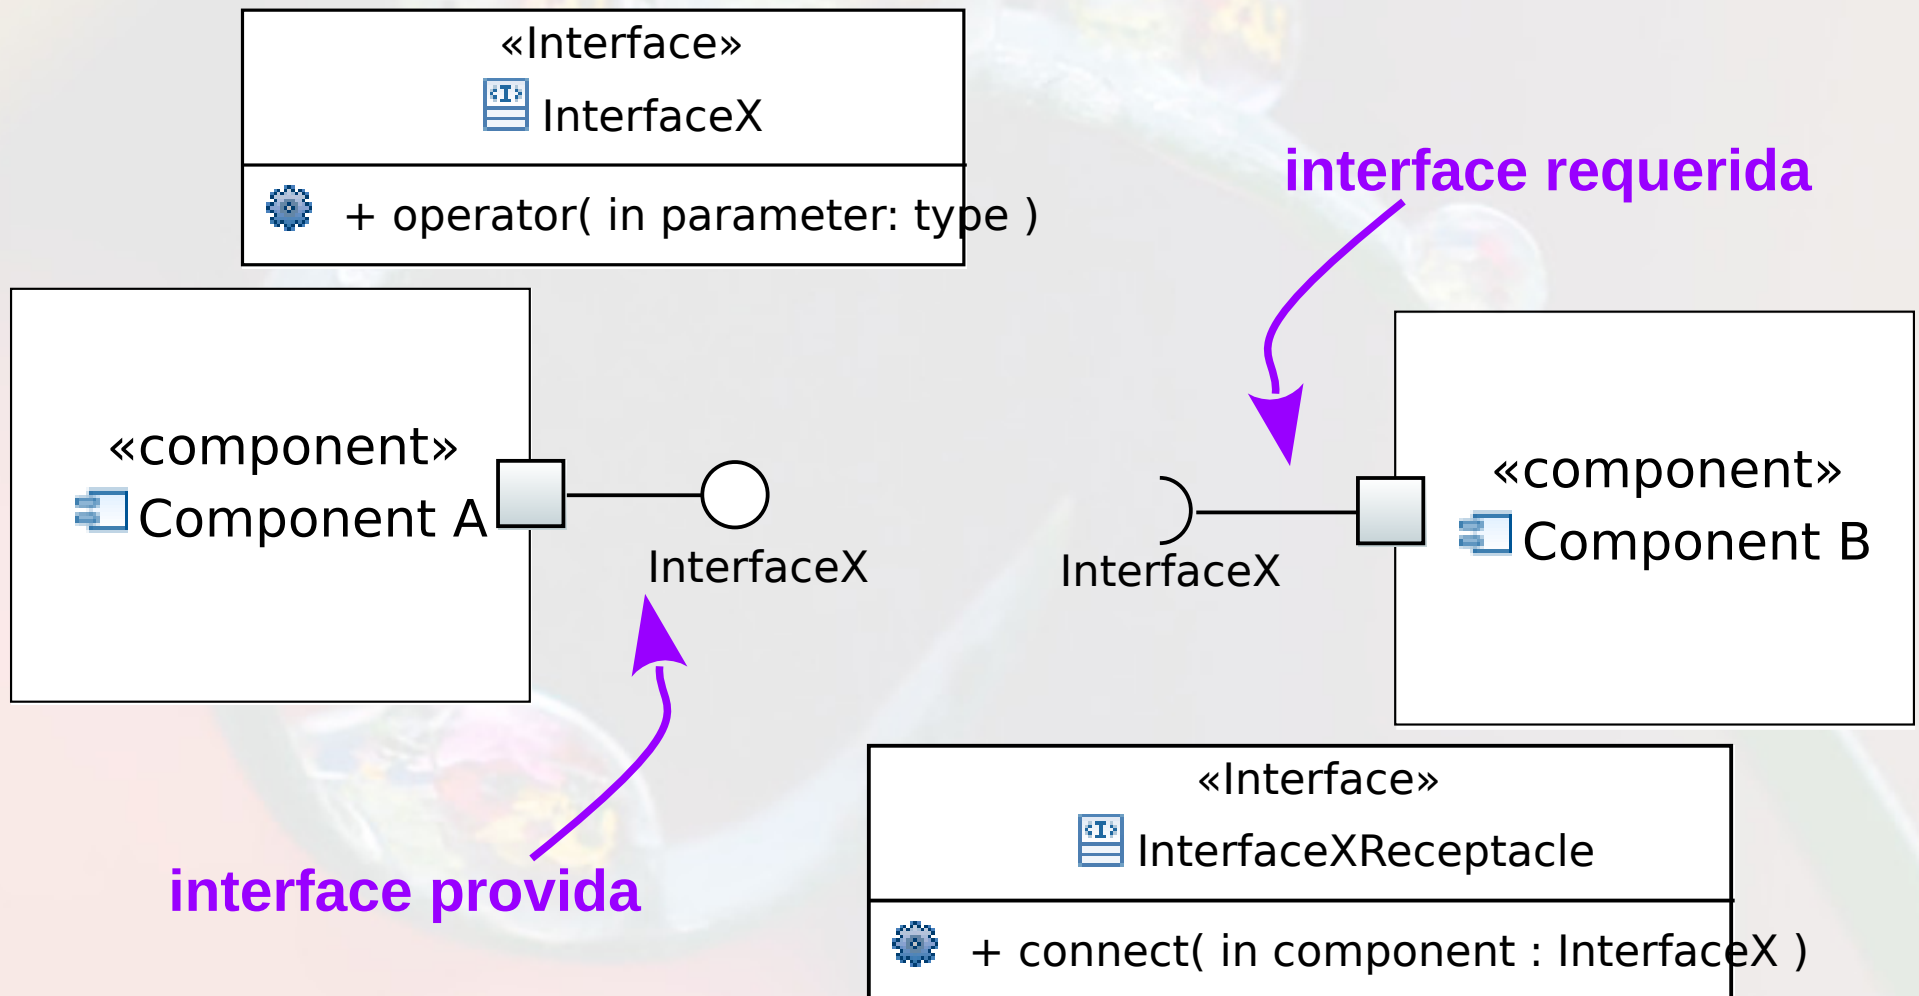 «Interface»
InterfaceX
+ operator( in parameter: type )
interface requerida
«component»
Component A
InterfaceX
InterfaceX
«component»
Component B
interface provida
«Interface»
InterfaceXReceptacle
+ connect( in component : InterfaceX )